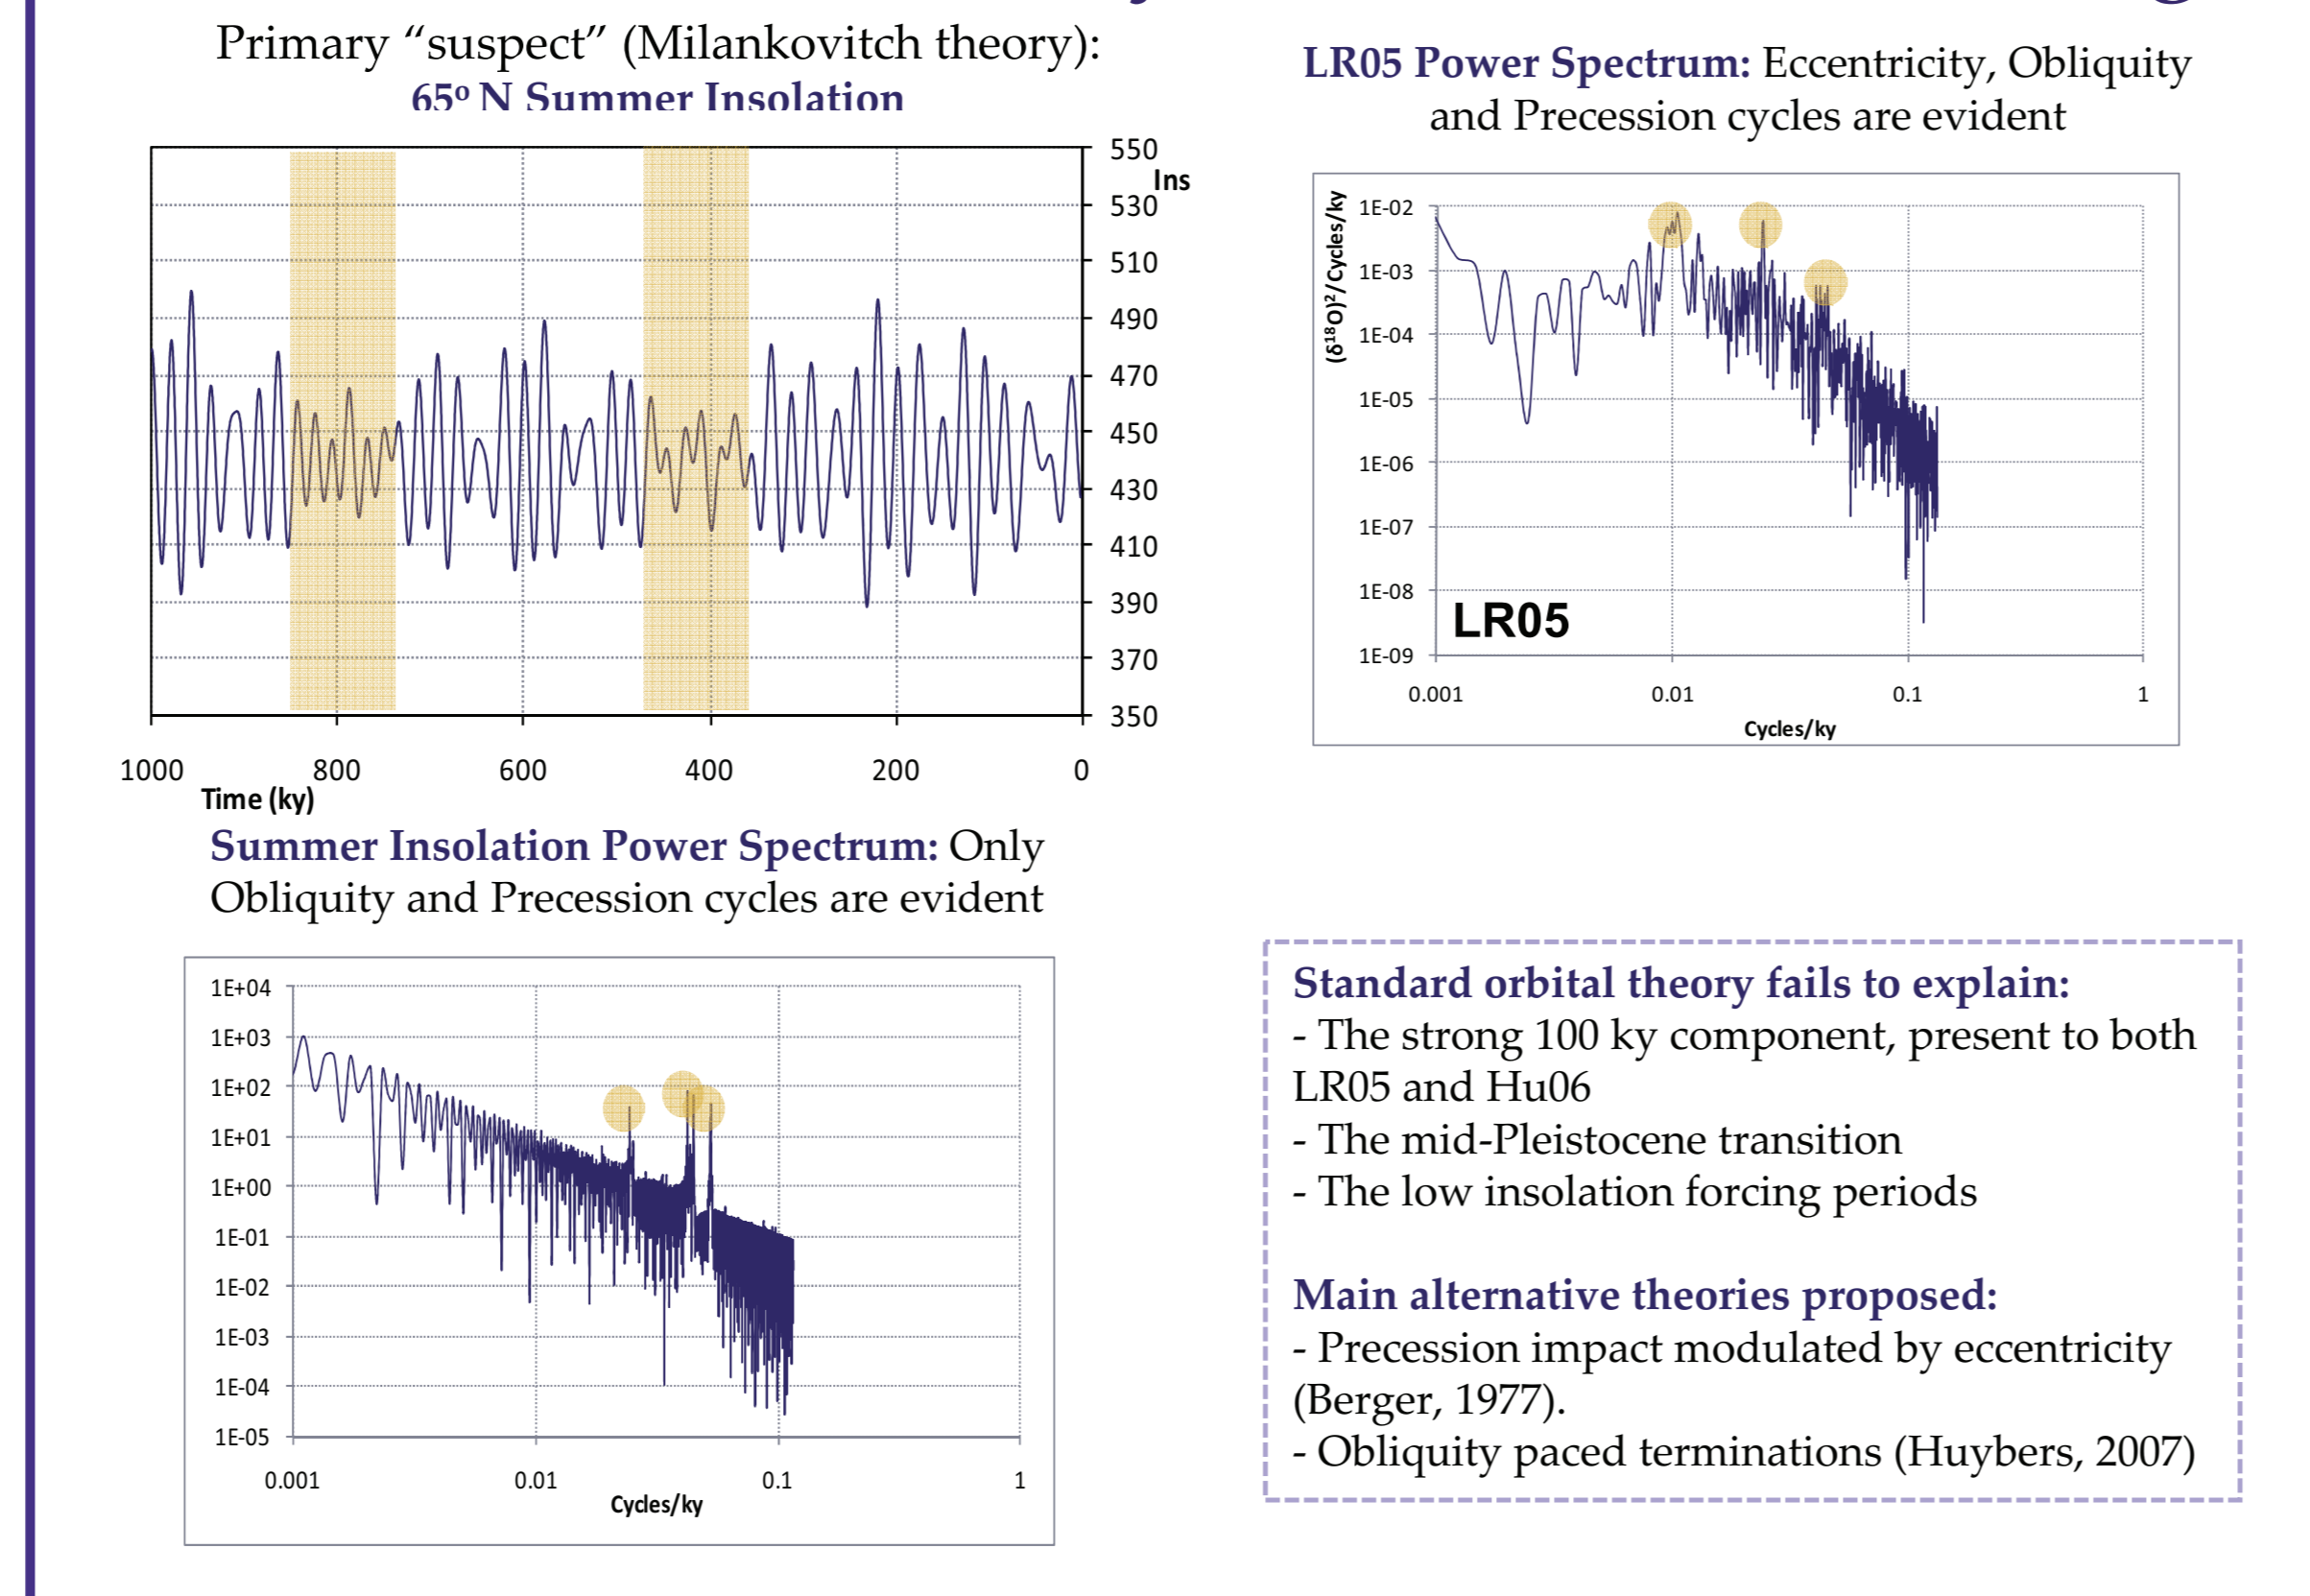 Primary “suspect” (Milankovitch theory):
65º N Summer Insolation
550
Ins
530
510
490
470
450
430
410
390
370
350
1000 800 600 400 200 0
Time (ky)
LR05 Power Spectrum: Eccentricity, Obliquity
and Precession cycles are evident
(δ¹⁸O)²/Cycles/ky
1E-02
1E-03
1E-04
1E-05
1E-06
1E-07
1E-08
1E-09
LR05
0.001 0.01 0.1 1
Cycles/ky
Summer Insolation Power Spectrum: Only
Obliquity and Precession cycles are evident
1E+04
1E+03
1E+02
1E+01
1E+00
1E-01
1E-02
1E-03
1E-04
1E-05
0.001 0.01 0.1 1
Cycles/ky
Standard orbital theory fails to explain:
- The strong 100 ky component, present to both
LR05 and Hu06
- The mid-Pleistocene transition
- The low insolation forcing periods
Main alternative theories proposed:
- Precession impact modulated by eccentricity
(Berger, 1977).
- Obliquity paced terminations (Huybers, 2007)